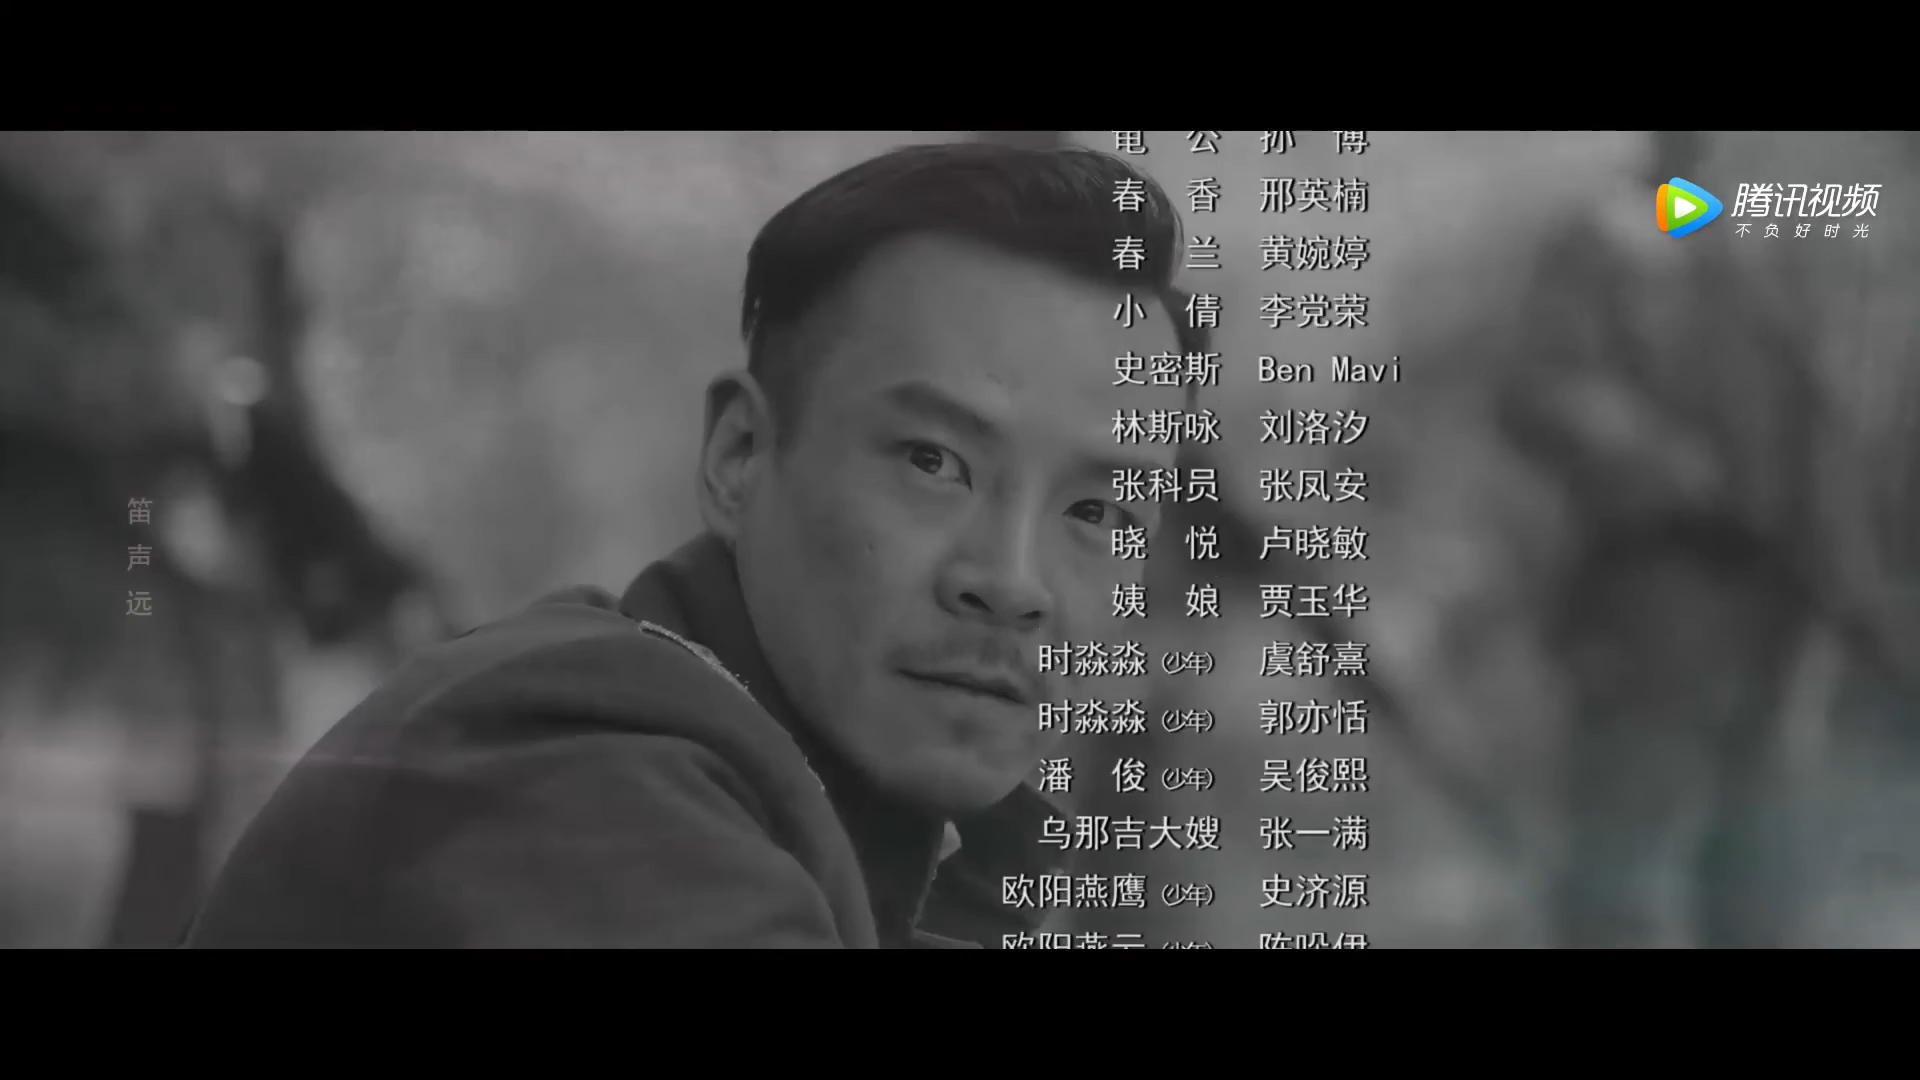 春 香 邢英楠
春 兰 黄婉婷
小 倩 李党荣
史密斯 Ben Mavi
林斯咏 刘洛汐
张科员 张凤安
晓 悦 卢晓敏
姨 娘 贾玉华
时淼淼(少年) 虞舒熹
时淼淼(少年) 郭亦恬
潘 俊(少年) 吴俊熙
乌那吉大嫂 张一满
欧阳燕鹰(少年) 史济源
腾讯视频
不负好时光
笛声远